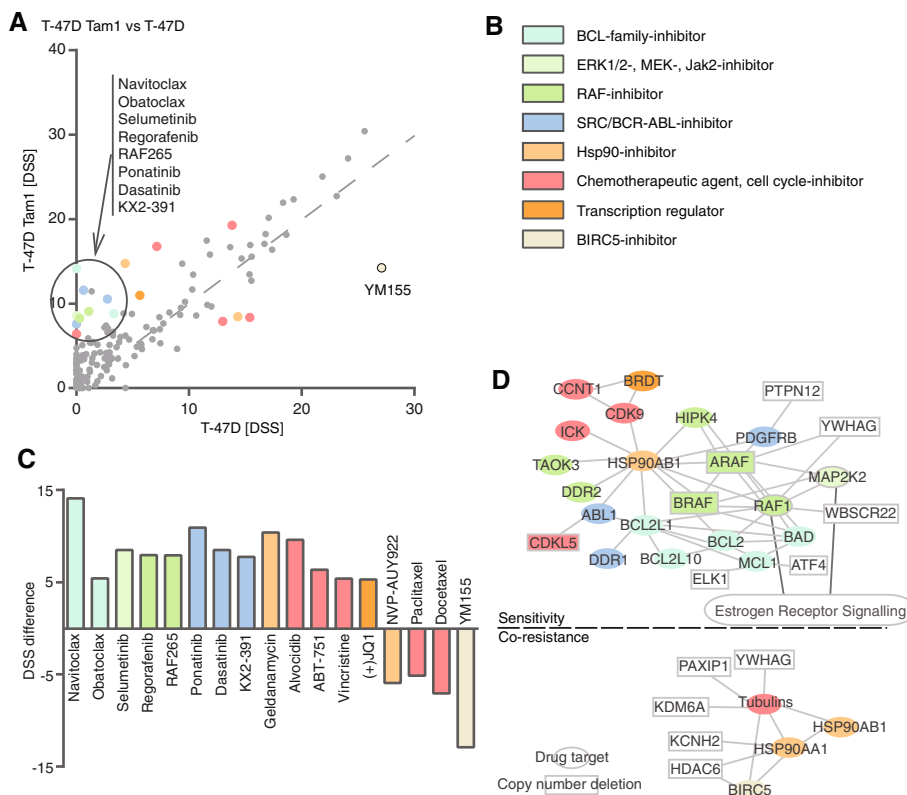 A
T-47D Tam1 vs T-47D
40
30
20
10
0
T-47D Tam1 [DSS]
Navitoclax
Obatoclax
Selumetinib
Regorafenib
RAF265
Ponatinib
Dasatinib
KX2-391
YM155
0
10
20
30
T-47D [DSS]
B
BCL-family-inhibitor
ERK1/2-, MEK-, Jak2-inhibitor
RAF-inhibitor
SRC/BCR-ABL-inhibitor
Hsp90-inhibitor
Chemotherapeutic agent, cell cycle-inhibitor
Transcription regulator
BIRC5-inhibitor
C
15
5
-5
-15
DSS difference
Navitoclax
Obatoclax
Selumetinib
Regorafenib
RAF265
Ponatinib
Dasatinib
KX2-391
Geldanamycin
Alvocidib
ABT-751
Vincristine
(+)JQ1
NVP-AUY922
Paclitaxel
Docetaxel
YM155
D
CCNT1
BRDT
PTPN12
CDK9
HIPK4
YWHAG
ICK
PDGFRB
TAOK3
HSP90AB1
ARAF
MAP2K2
DDR2
BRAF
RAF1
ABL1
WBSCR22
BCL2L1
BCL2
BAD
CDKL5
DDR1
BCL2L10
MCL1
ATF4
ELK1
Estrogen Receptor Signalling
Sensitivity
Co-resistance
PAXIP1
YWHAG
KDM6A
Tubulins
HSP90AB1
KCNH2
HSP90AA1
HDAC6
BIRC5
Drug target
Copy number deletion